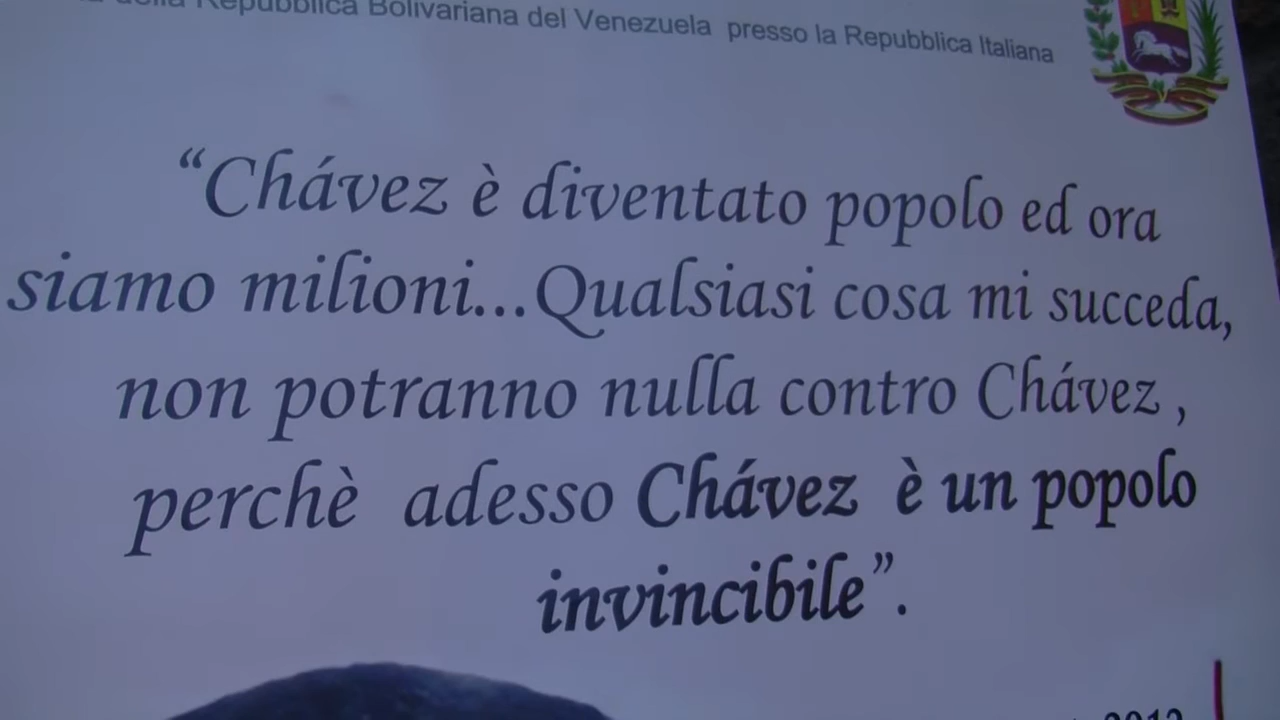 della Repubblica Bolivariana del Venezuela presso la Repubblica Italiana
“Chávez è diventato popolo ed ora
siamo milioni...Qualsiasi cosa mi succeda,
non potranno nulla contro Chávez ,
perchè adesso Chávez è un popolo
invincibile”.